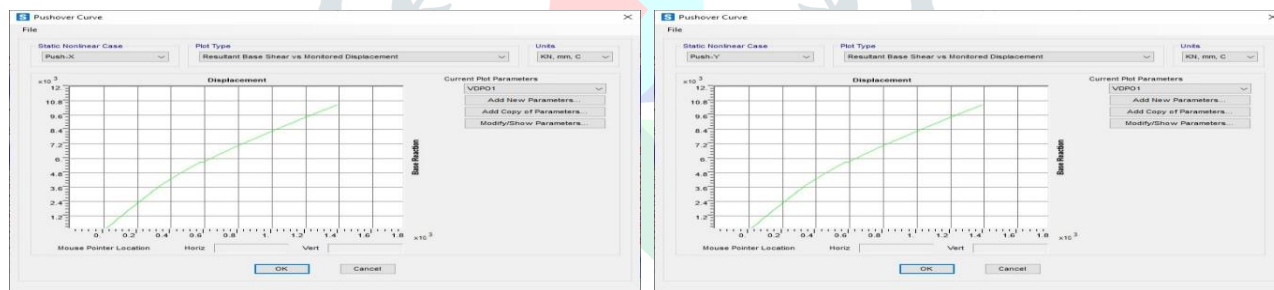 S Pushover Curve
File
Static Nonlinear Case
Plot Type
Units
Push-X
Resultant Base Shear vs Monitored Displacement
KN, mm, C
x10 3
Displacement
Current Plot Parameters
12.
VDPO1
10.8
Add New Parameters...
9.6
Add Copy of Parameters...
8.4
Modify/Show Parameters...
7.2
6.
4.8
3.6
2.4
1.2
Base Reaction
0. 0.2 0.4 0.6 0.8 1. 1.2 1.4 1.6 1.8 x10 3
Mouse Pointer Location Horiz Vert
OK Cancel
S Pushover Curve
File
Static Nonlinear Case
Plot Type
Units
Push-Y
Resultant Base Shear vs Monitored Displacement
KN, mm, C
x10 3
Displacement
Current Plot Parameters
12.
VDPO1
10.8
Add New Parameters...
9.6
Add Copy of Parameters...
8.4
Modify/Show Parameters...
7.2
6.
4.8
3.6
2.4
1.2
Base Reaction
0. 0.2 0.4 0.6 0.8 1. 1.2 1.4 1.6 1.8 x10 3
Mouse Pointer Location Horiz Vert
OK Cancel